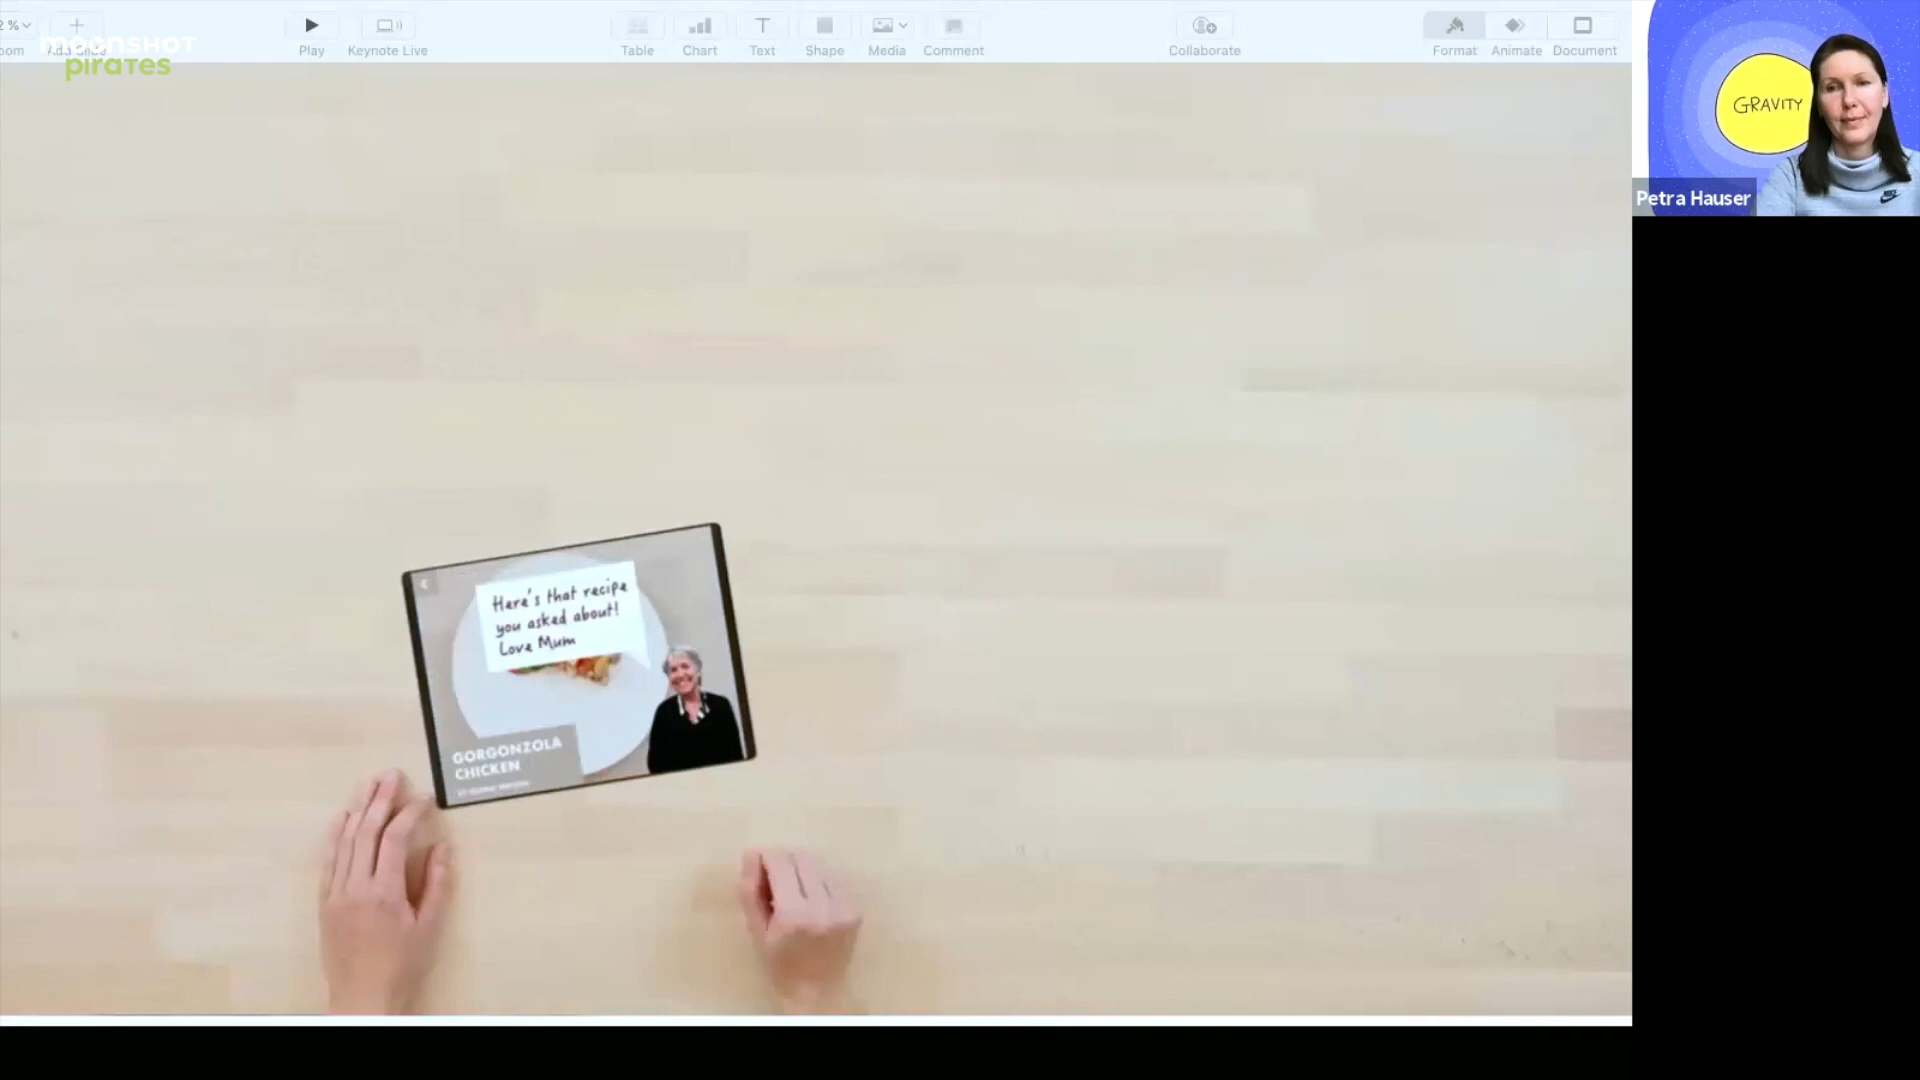 2 %
Play
Keynote Live
Table
Chart
Text
Shape
Media
Comment
Collaborate
Format
Animate
Document
moonshot
pirates
GRAVITY
Petra Hauser
Here's that recipe
you asked about!
Love Mum
GORGONZOLA
CHICKEN